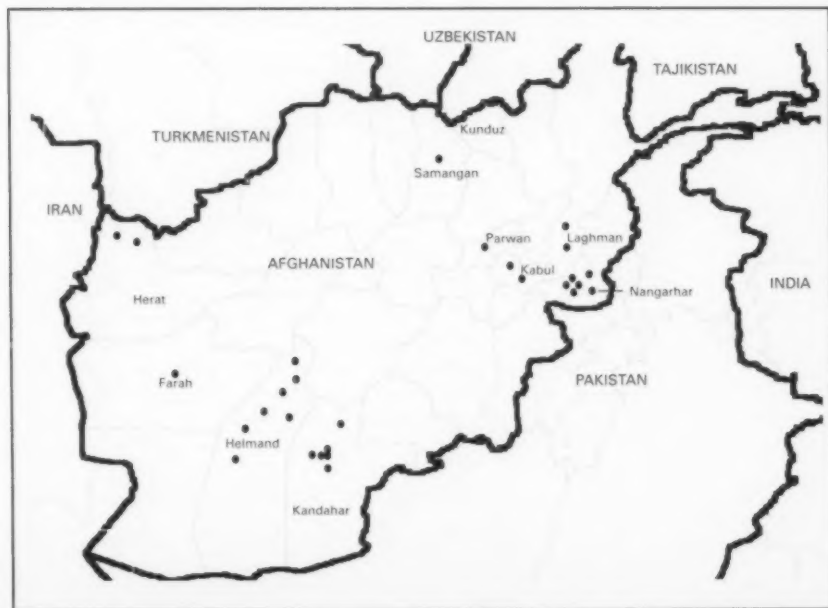 UZBEKISTAN
TAJIKISTAN
Kunduz
TURKMENISTAN
Samangan
IRAN
Parwan
Laghman
AFGHANISTAN
Kabul
INDIA
Herat
Nangarhar
Farah
PAKISTAN
Helmand
Kandahar